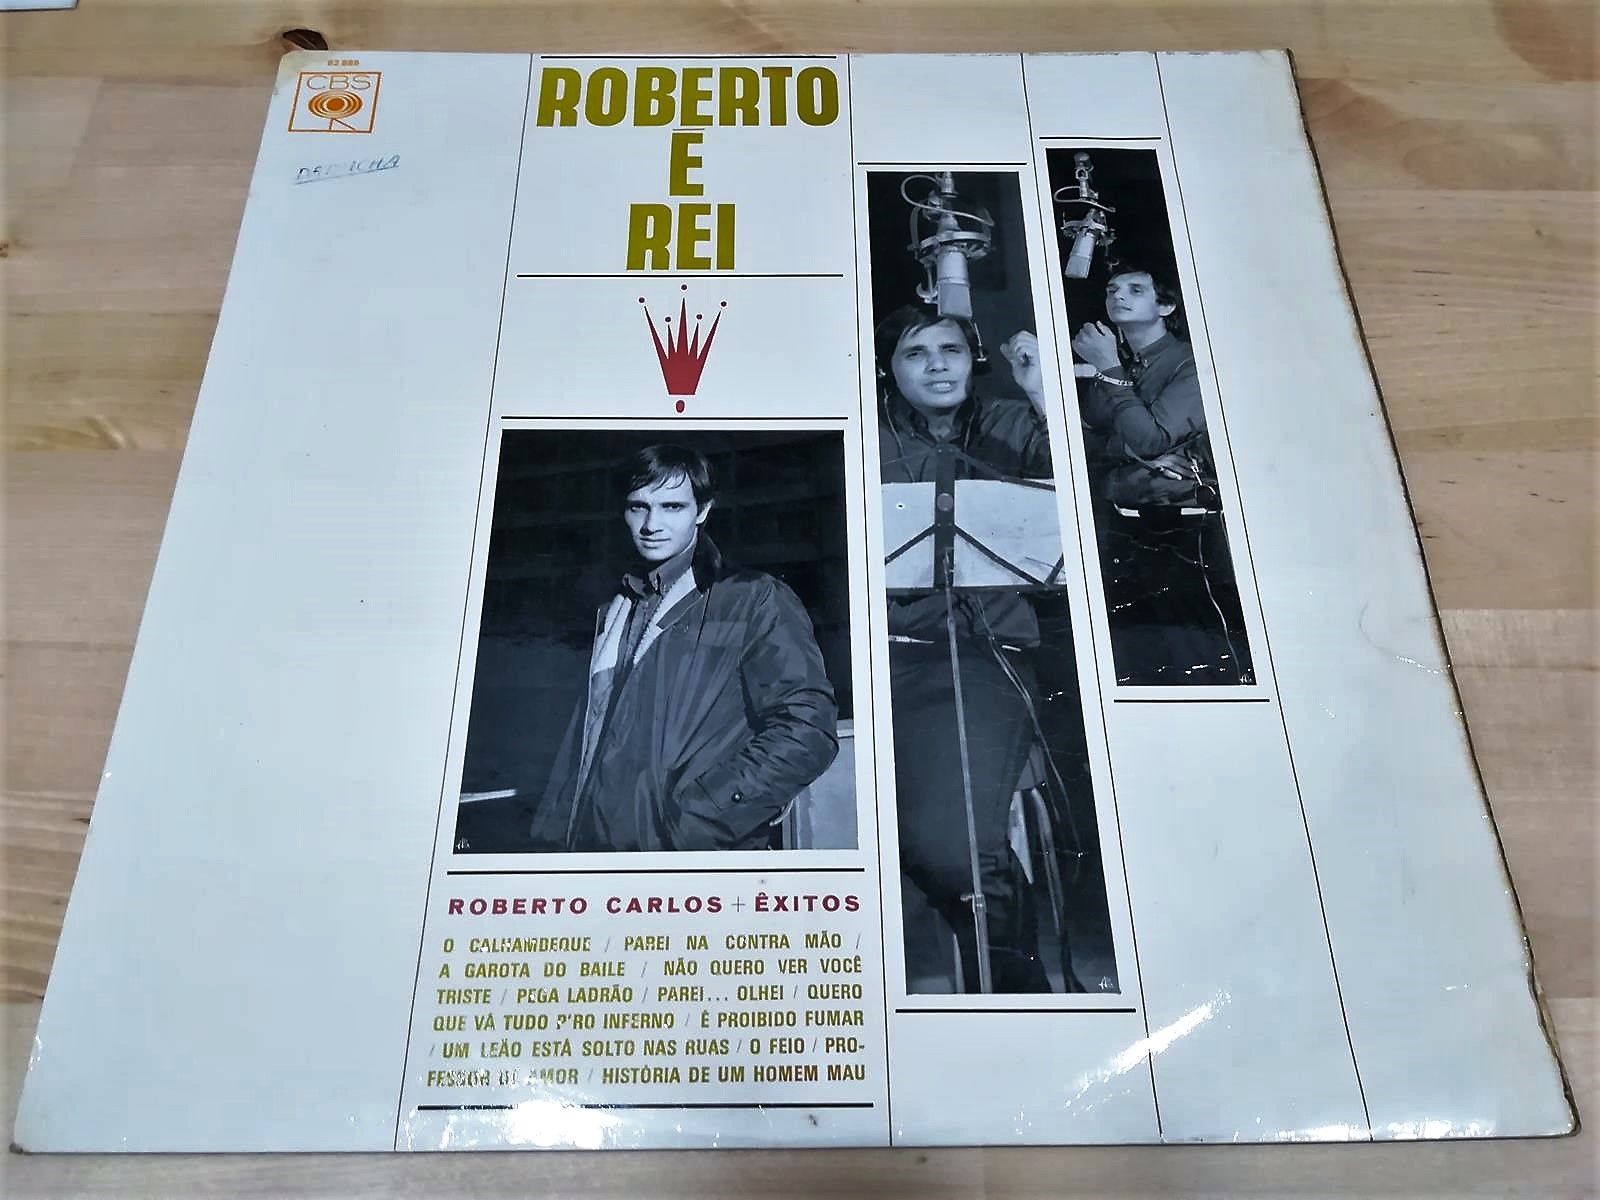 CBS
ROBERTO
É
REI
ROBERTO CARLOS + ÊXITOS
O CALHAMBEQUE / PAREI NA CONTRA MÃO /
A GAROTA DO BAILE / NÃO QUERO VER VOCÊ
TRISTE / PEGA LADRÃO / PAREI... OLHEI / QUERO
QUE VÁ TUDO P'RO INFERNO / É PROIBIDO FUMAR
/ UM LEÃO ESTÁ SOLTO NAS RUAS / O FEIO / PRO-
FESSOR DE AMOR / HISTÓRIA DE UM HOMEM MAU